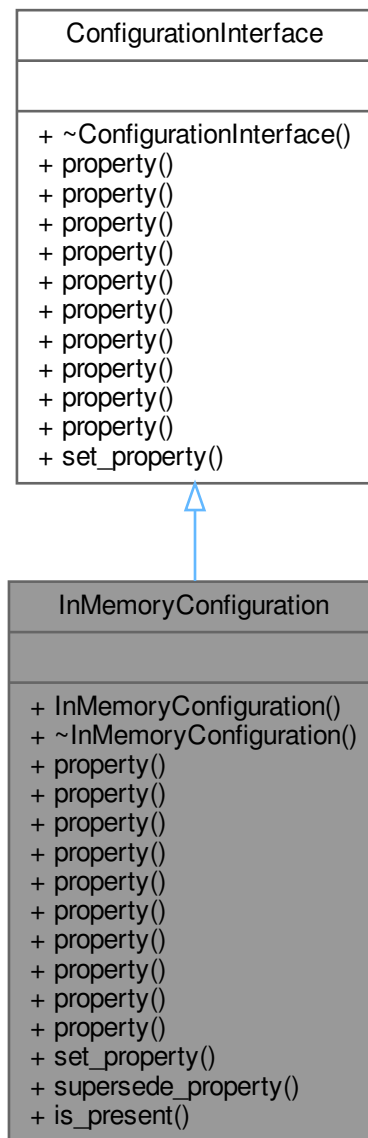 ConfigurationInterface
+ ~ConfigurationInterface()
+ property()
+ property()
+ property()
+ property()
+ property()
+ property()
+ property()
+ property()
+ property()
+ property()
+ set_property()
InMemoryConfiguration
+ InMemoryConfiguration()
+ ~InMemoryConfiguration()
+ property()
+ property()
+ property()
+ property()
+ property()
+ property()
+ property()
+ property()
+ property()
+ property()
+ set_property()
+ supersede_property()
+ is_present()